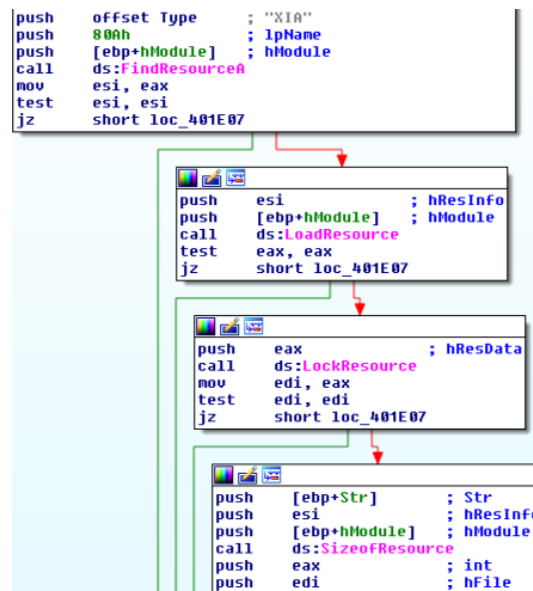 push offset Type ; "XIA"
push 80Ah ; lpName
push [ebp+hModule] ; hModule
call ds:FindResourceA
mov esi, eax
test esi, esi
jz short loc_401E07
push esi ; hResInfo
push [ebp+hModule] ; hModule
call ds:LoadResource
test eax, eax
jz short loc_401E07
push eax ; hResData
call ds:LockResource
mov edi, eax
test edi, edi
jz short loc_401E07
push [ebp+Str] ; Str
push esi ; hResInf
push [ebp+hModule] ; hModule
call ds:SizeofResource
push eax ; int
push edi ; hFile